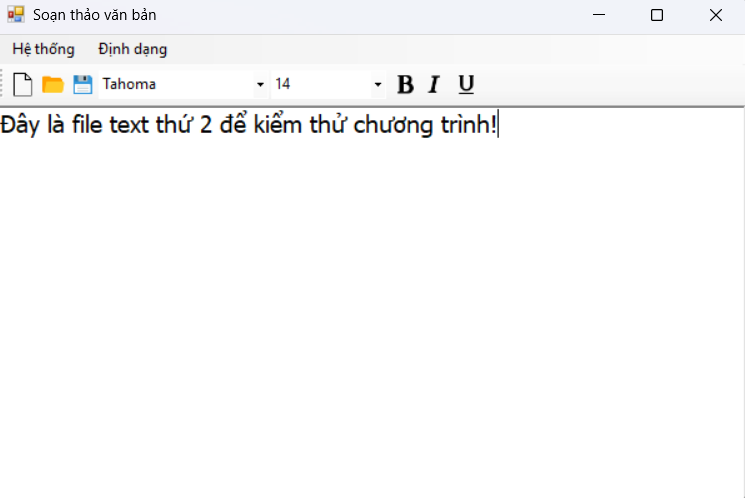 Soạn thảo văn bản
Hệ thống Định dạng
Tahoma 14 B I U
Đây là file text thứ 2 để kiểm thử chương trình!